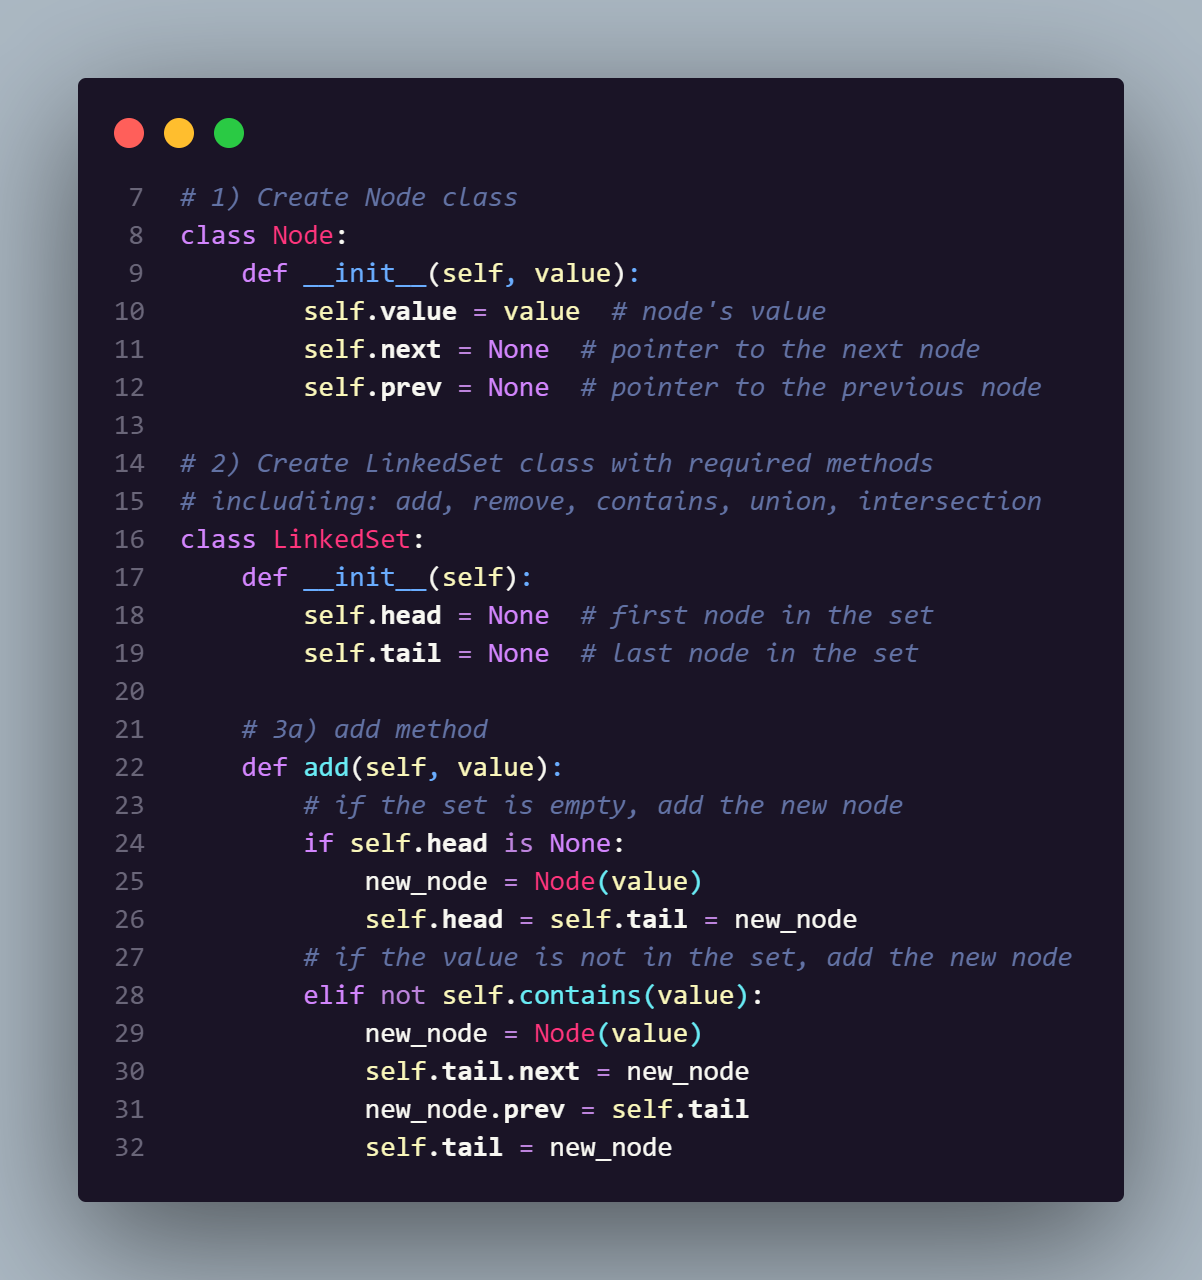 7 # 1) Create Node class
8 class Node:
9     def __init__(self, value):
10         self.value = value  # node's value
11         self.next = None  # pointer to the next node
12         self.prev = None  # pointer to the previous node
13
14 # 2) Create LinkedSet class with required methods
15 # includiing: add, remove, contains, union, intersection
16 class LinkedSet:
17     def __init__(self):
18         self.head = None  # first node in the set
19         self.tail = None  # last node in the set
20
21     # 3a) add method
22     def add(self, value):
23         # if the set is empty, add the new node
24         if self.head is None:
25             new_node = Node(value)
26             self.head = self.tail = new_node
27         # if the value is not in the set, add the new node
28         elif not self.contains(value):
29             new_node = Node(value)
30             self.tail.next = new_node
31             new_node.prev = self.tail
32             self.tail = new_node